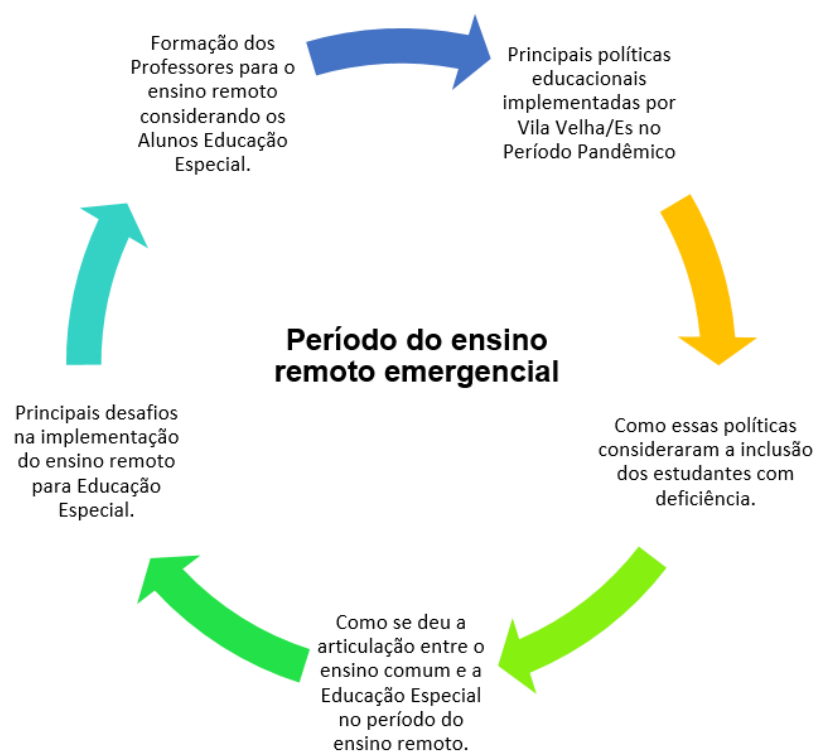 Formação dos
Professores para o
ensino remoto
considerando os
Alunos Educação
Especial.
Principais políticas
educacionais
implementadas por
Vila Velha/Es no
Período Pandêmico
Período do ensino
remoto emergencial
Como essas políticas
consideraram a inclusão
dos estudantes com
deficiência.
Como se deu a
articulação entre o
ensino comum e a
Educação Especial
no período do
ensino remoto.
Principais desafios
na implementação
do ensino remoto
para Educação
Especial.